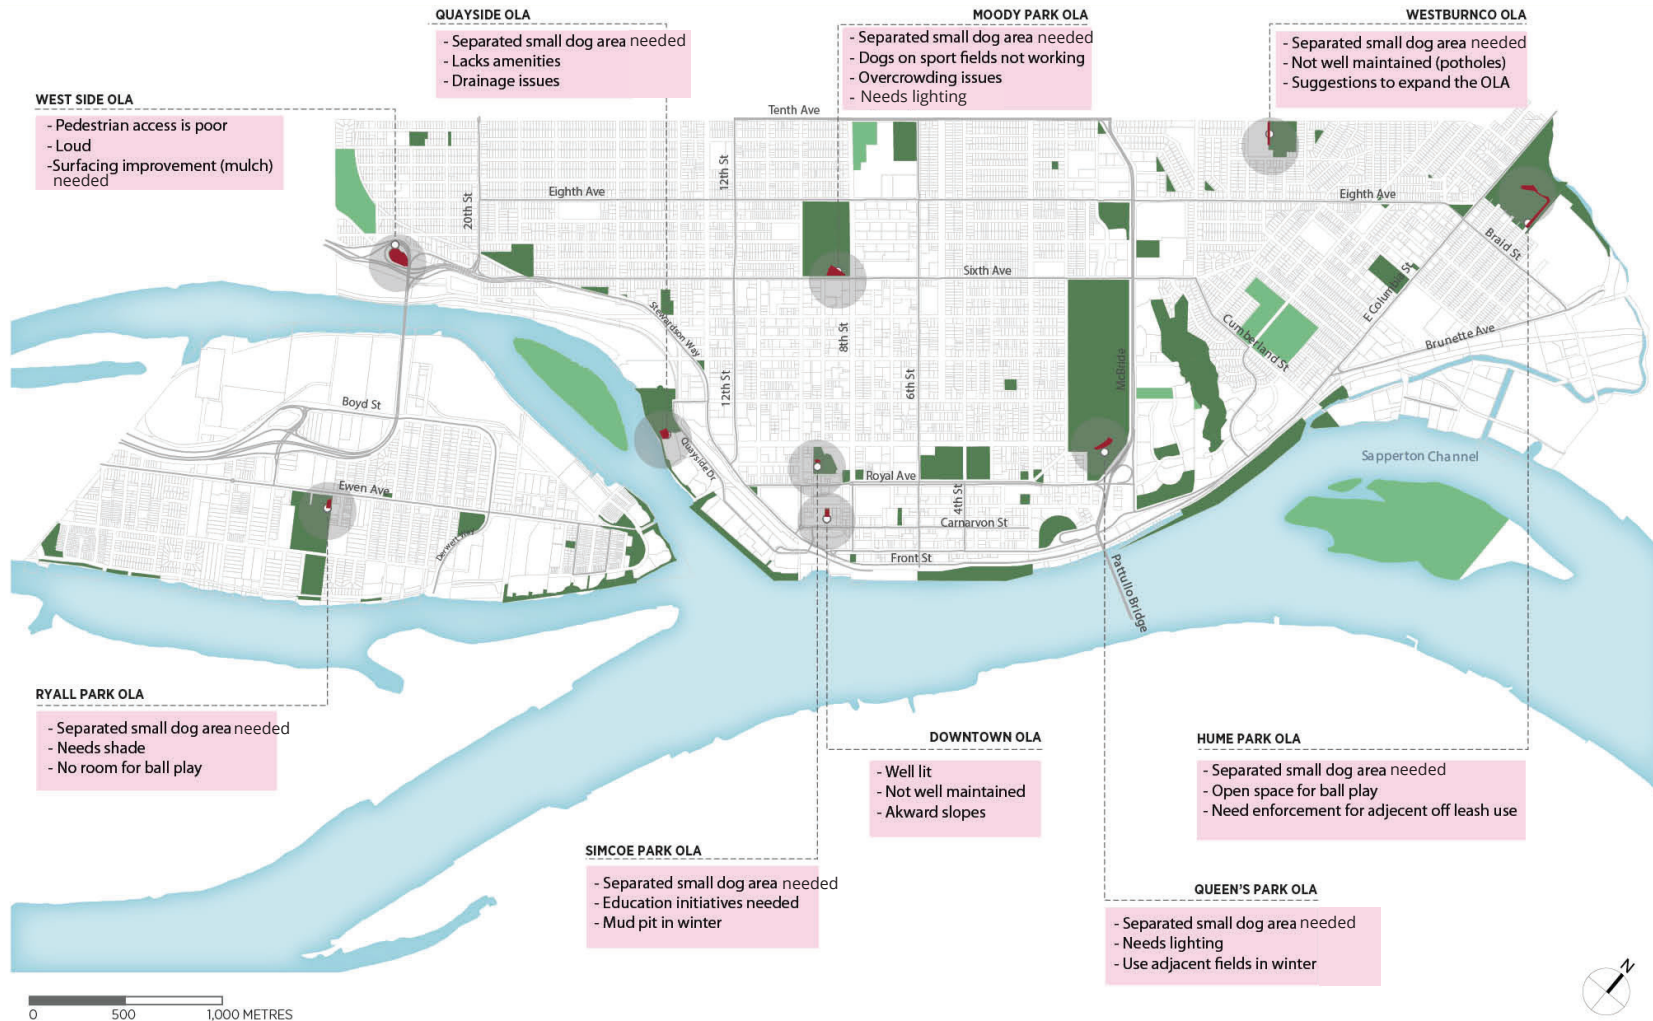 QUAYSIDE OLA
- Separated small dog area needed
- Lacks amenities
- Drainage issues
MOODY PARK OLA
- Separated small dog area needed
- Dogs on sport fields not working
- Overcrowding issues
- Needs lighting
WESTBURNCO OLA
- Separated small dog area needed
- Not well maintained (potholes)
- Suggestions to expand the OLA
WEST SIDE OLA
- Pedestrian access is poor
- Loud
-Surfacing improvement (mulch)
needed
Tenth Ave
12th St
Eighth Ave
Eighth Ave
20th St
Braid St
Sixth Ave
E Columbia St
Stewardson Way
8th St
Cumberland St
Brunette Ave
McBride
12th St
6th St
Boyd St
Quayside Dr
Sapperton Channel
Royal Ave
Ewen Ave
4th St
Carnarvon St
Derwent Way
Front St
Pattullo Bridge
RYALL PARK OLA
- Separated small dog area needed
- Needs shade
- No room for ball play
DOWNTOWN OLA
- Well lit
- Not well maintained
- Akward slopes
HUME PARK OLA
- Separated small dog area needed
- Open space for ball play
- Need enforcement for adjecent off leash use
SIMCOE PARK OLA
- Separated small dog area needed
- Education initiatives needed
- Mud pit in winter
QUEEN'S PARK OLA
- Separated small dog area needed
- Needs lighting
- Use adjacent fields in winter
N
0 500 1,000 METRES